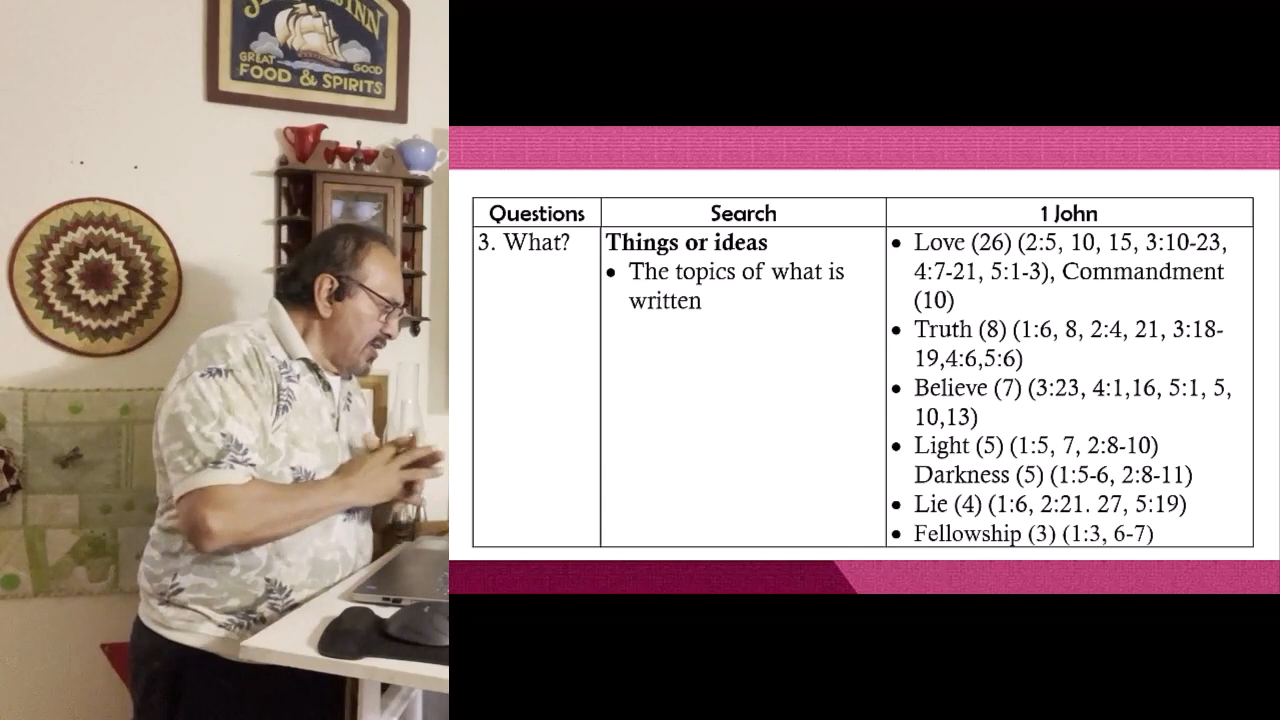 INN
GREAT GOOD
FOOD & SPIRITS
Questions Search 1 John
3. What? Things or ideas
• The topics of what is
written
• Love (26) (2:5, 10, 15, 3:10-23,
4:7-21, 5:1-3), Commandment
(10)
• Truth (8) (1:6, 8, 2:4, 21, 3:18-
19,4:6,5:6)
• Believe (7) (3:23, 4:1,16, 5:1, 5,
10,13)
• Light (5) (1:5, 7, 2:8-10)
Darkness (5) (1:5-6, 2:8-11)
• Lie (4) (1:6, 2:21. 27, 5:19)
• Fellowship (3) (1:3, 6-7)